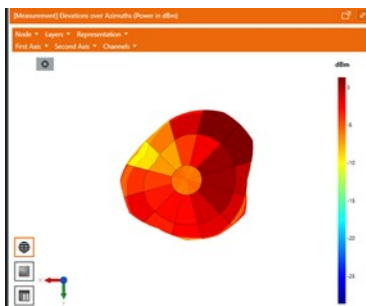 [Measurement] Elevations over Azimuths (Power in dBm)
Node Layers Representation
First Axis Second Axis Channels
dBm
0
-5
-10
-15
-20
-25